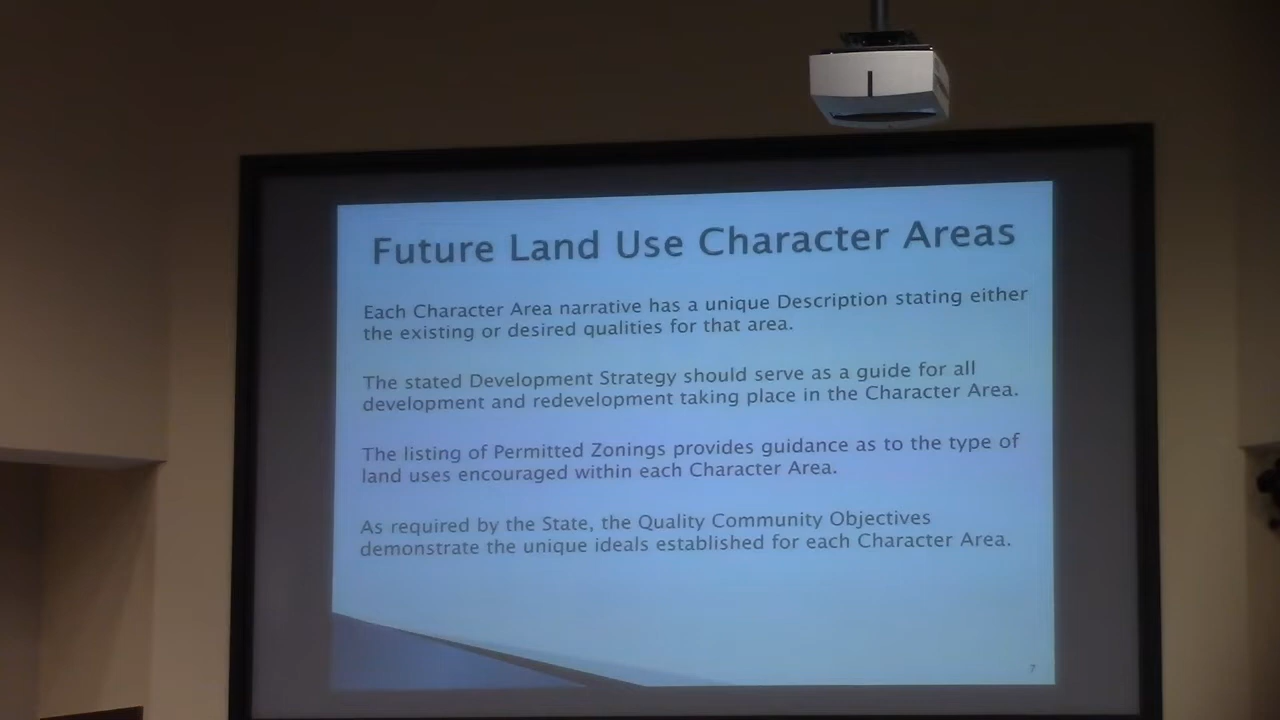 Future Land Use Character Areas
Each Character Area narrative has a unique Description stating either
the existing or desired qualities for that area.
The stated Development Strategy should serve as a guide for all
development and redevelopment taking place in the Character Area.
The listing of Permitted Zonings provides guidance as to the type of
land uses encouraged within each Character Area.
As required by the State, the Quality Community Objectives
demonstrate the unique ideals established for each Character Area.
7